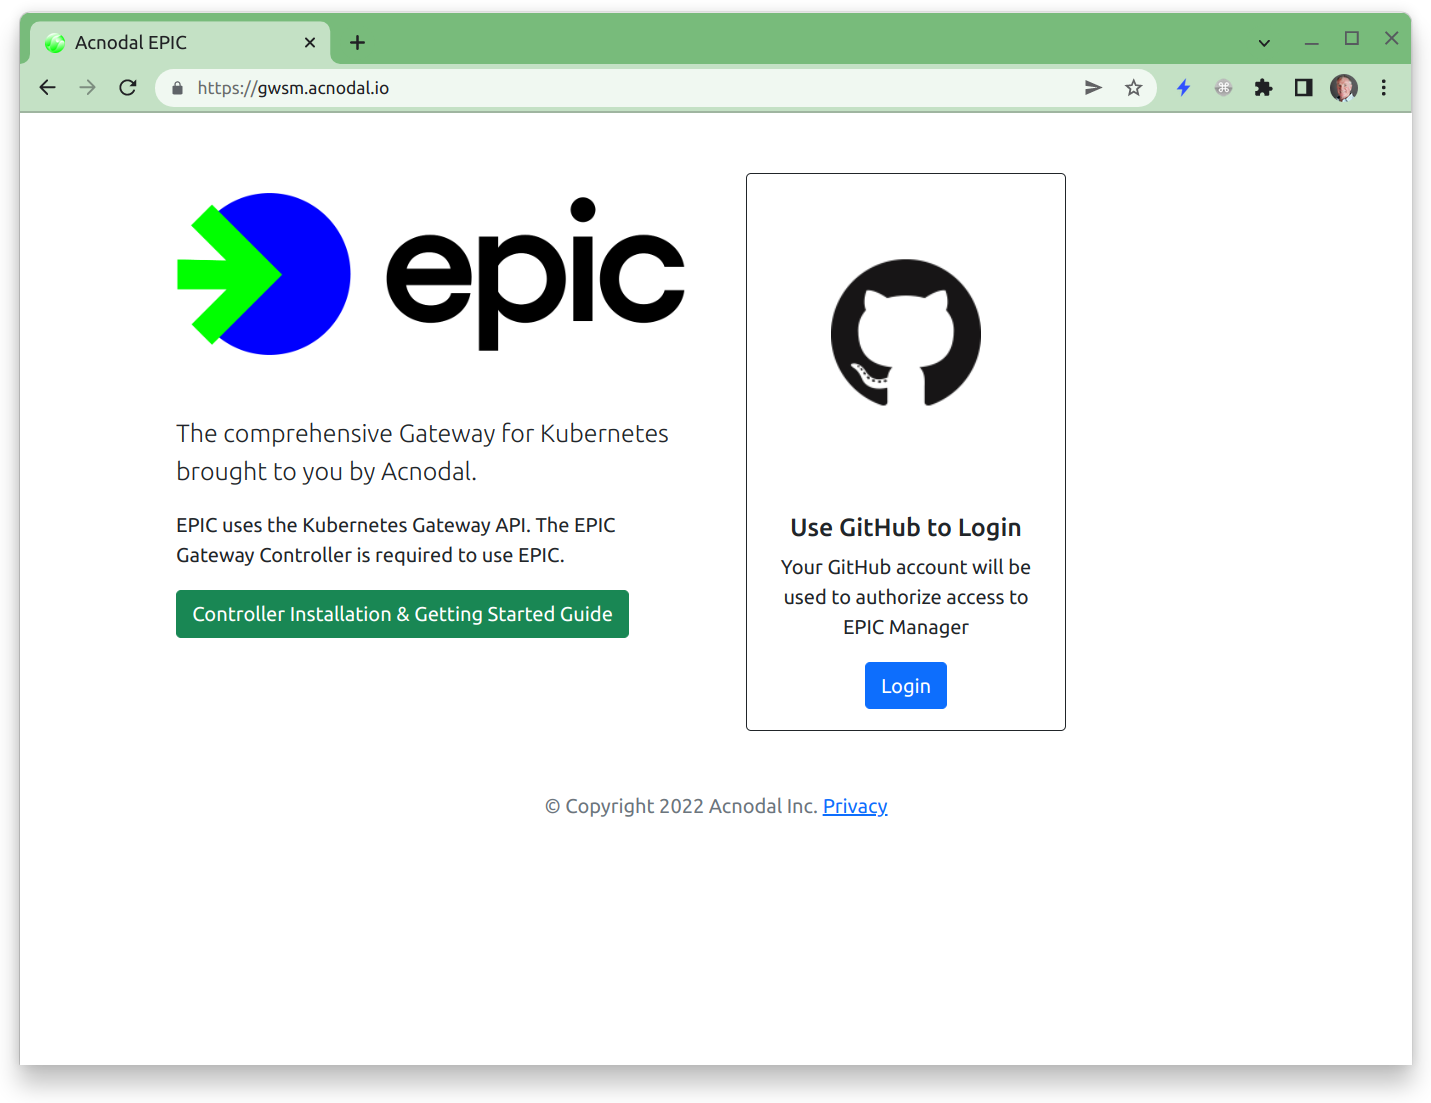 Acnodal EPIC
https://gwsm.acnodal.io
epic
The comprehensive Gateway for Kubernetes
brought to you by Acnodal.
EPIC uses the Kubernetes Gateway API. The EPIC
Gateway Controller is required to use EPIC.
Controller Installation & Getting Started Guide
Use GitHub to Login
Your GitHub account will be
used to authorize access to
EPIC Manager
Login
© Copyright 2022 Acnodal Inc. Privacy